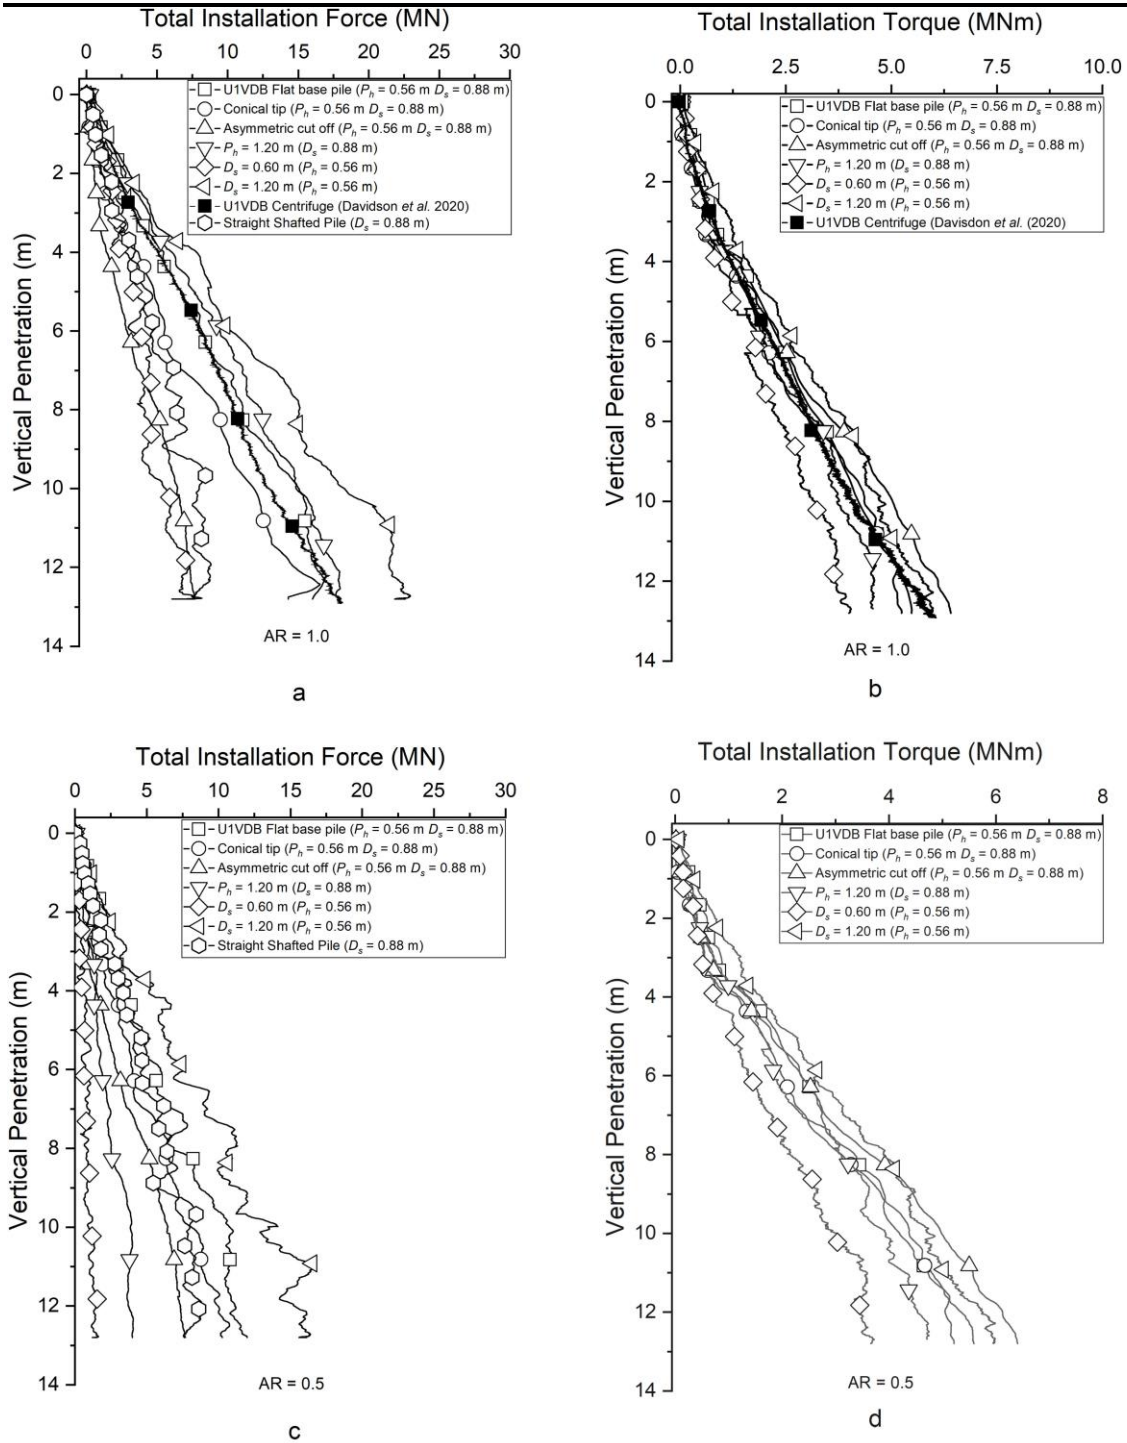 Total Installation Force (MN)
0 5 10 15 20 25 30
0
2
4
6
8
10
12
14
Vertical Penetration (m)
U1VDB Flat base pile (Ph = 0.56 m Ds = 0.88 m)
Conical tip (Ph = 0.56 m Ds = 0.88 m)
Asymmetric cut off (Ph = 0.56 m Ds = 0.88 m)
Ph = 1.20 m (Ds = 0.88 m)
Ds = 0.60 m (Ph = 0.56 m)
Ds = 1.20 m (Ph = 0.56 m)
U1VDB Centrifuge (Davidson et al. 2020)
Straight Shafted Pile (Ds = 0.88 m)
AR = 1.0
a
Total Installation Torque (MNm)
0.0 2.5 5.0 7.5 10.0
0
2
4
6
8
10
12
14
Vertical Penetration (m)
U1VDB Flat base pile (Ph = 0.56 m Ds = 0.88 m)
Conical tip (Ph = 0.56 m Ds = 0.88 m)
Asymmetric cut off (Ph = 0.56 m Ds = 0.88 m)
Ph = 1.20 m (Ds = 0.88 m)
Ds = 0.60 m (Ph = 0.56 m)
Ds = 1.20 m (Ph = 0.56 m)
U1VDB Centrifuge (Davisdon et al. (2020)
AR = 1.0
b
Total Installation Force (MN)
0 5 10 15 20 25 30
0
2
4
6
8
10
12
14
Vertical Penetration (m)
U1VDB Flat base pile (Ph = 0.56 m Ds = 0.88 m)
Conical tip (Ph = 0.56 m Ds = 0.88 m)
Asymmetric cut off (Ph = 0.56 m Ds = 0.88 m)
Ph = 1.20 m (Ds = 0.88 m)
Ds = 0.60 m (Ph = 0.56 m)
Ds = 1.20 m (Ph = 0.56 m)
Straight Shafted Pile (Ds = 0.88 m)
AR = 0.5
c
Total Installation Torque (MNm)
0 2 4 6 8
0
2
4
6
8
10
12
14
Vertical Penetration (m)
U1VDB Flat base pile (Ph = 0.56 m Ds = 0.88 m)
Conical tip (Ph = 0.56 m Ds = 0.88 m)
Asymmetric cut off (Ph = 0.56 m Ds = 0.88 m)
Ph = 1.20 m (Ds = 0.88 m)
Ds = 0.60 m (Ph = 0.56 m)
Ds = 1.20 m (Ph = 0.56 m)
AR = 0.5
d